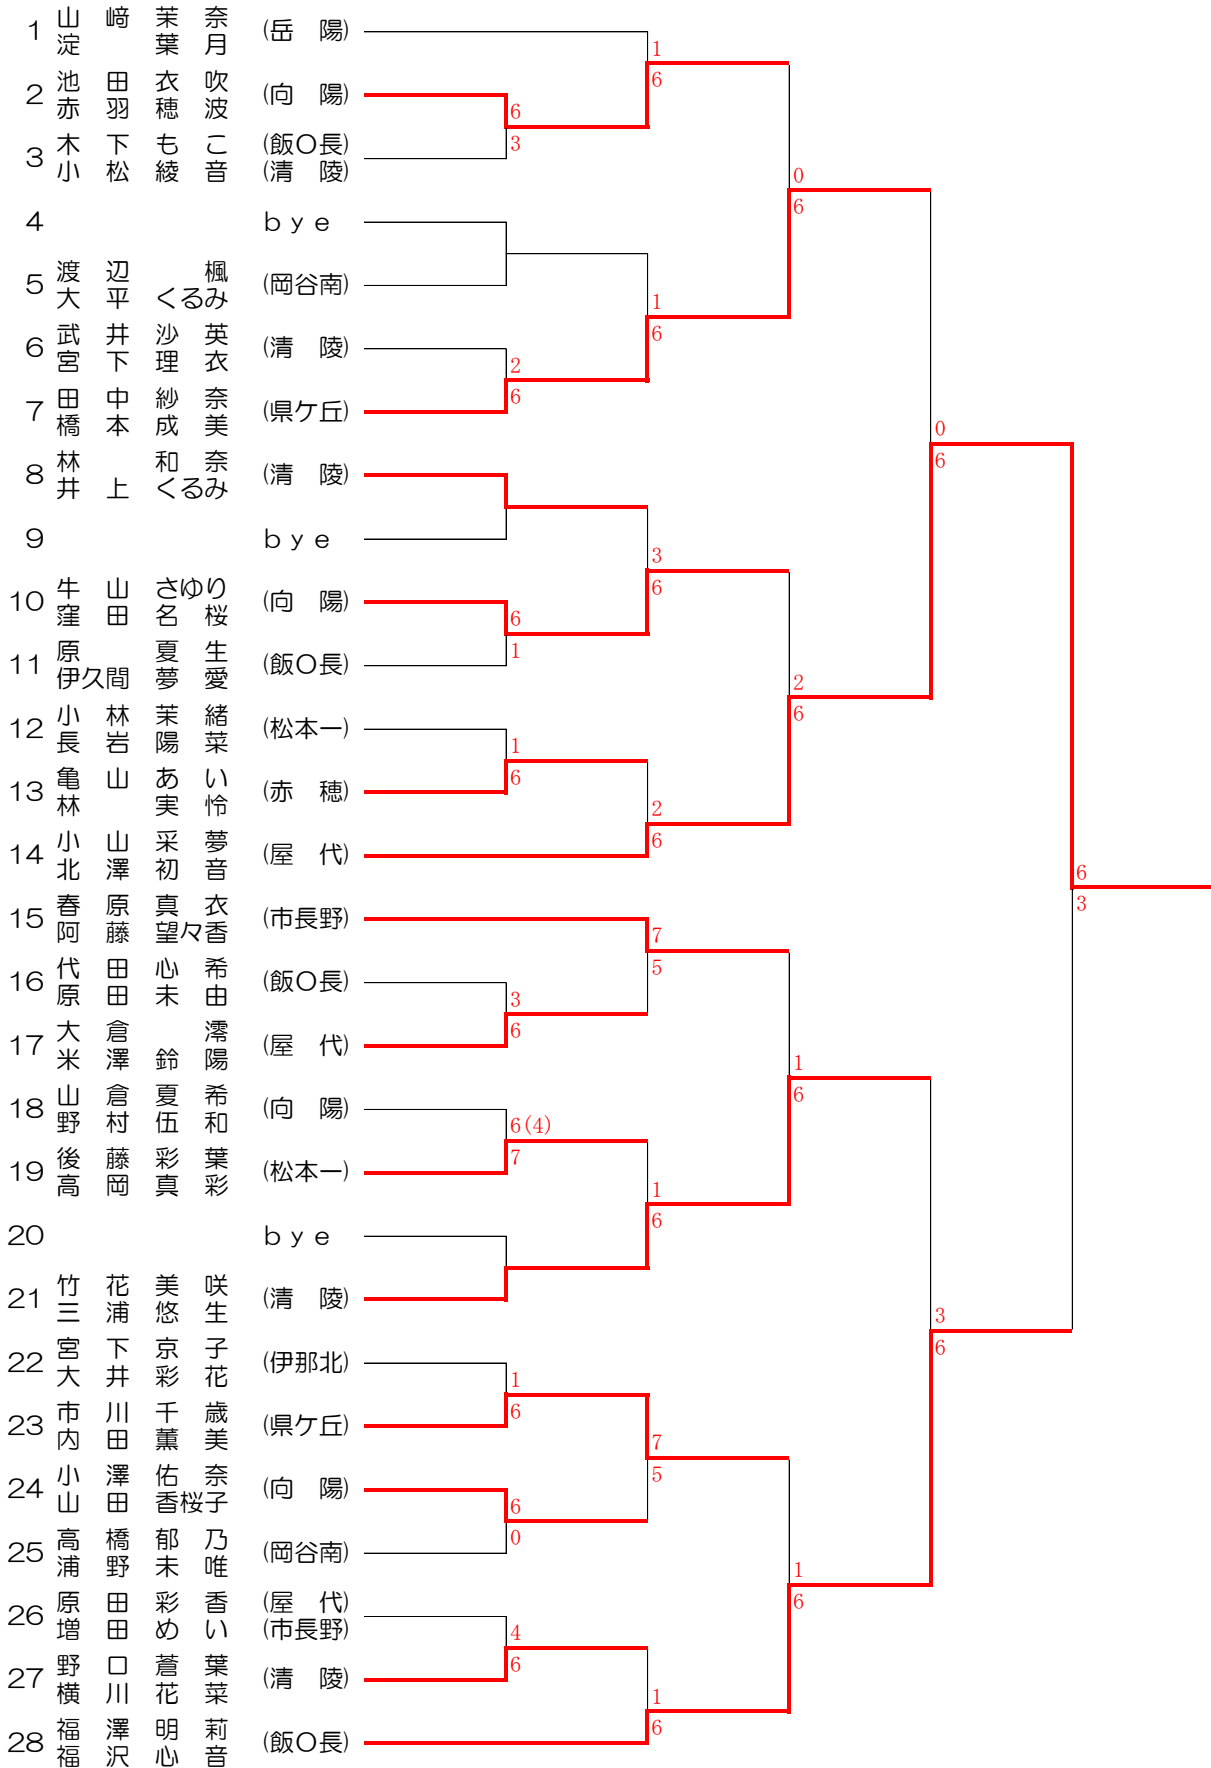 1 山﨑茉奈 (岳陽)
淀葉月
2 池田衣吹 (向陽)
赤羽穂波
3 木下もこ (飯O長)
小松綾音 (清陵)
4 bye
5 渡辺楓 (岡谷南)
大平くるみ
6 武井沙英 (清陵)
宮下理衣
7 田中紗奈 (県ケ丘)
橋本成美
8 林和奈 (清陵)
井上くるみ
9 bye
10 牛山さゆり (向陽)
窪田名桜
11 原夏生 (飯O長)
伊久間夢愛
12 小林茉緒 (松本一)
長岩陽菜
13 亀山あい (赤穂)
林実怜
14 小山采夢 (屋代)
北澤初音
15 春原真衣 (市長野)
阿藤望々香
16 代田心希 (飯O長)
原田未由
17 大倉澪 (屋代)
米澤鈴陽
18 山倉夏希 (向陽)
野村伍和
19 後藤彩葉 (松本一)
高岡真彩
20 bye
21 竹花美咲 (清陵)
三浦悠生
22 宮下京子 (伊那北)
大井彩花
23 市川千歳 (県ケ丘)
内田薫美
24 小澤佑奈 (向陽)
山田香桜子
25 高橋郁乃 (岡谷南)
浦野未唯
26 原田彩香 (屋代)
増田めい (市長野)
27 野口蒼葉 (清陵)
横川花菜
28 福澤明莉 (飯O長)
福沢心音
6
3
2
6
6
1
1
6
3
6
6(4)
7
1
6
6
0
4
6
1
6
1
6
3
6
2
6
7
5
1
6
7
5
1
6
0
6
2
6
1
6
1
6
0
6
3
6
6
3